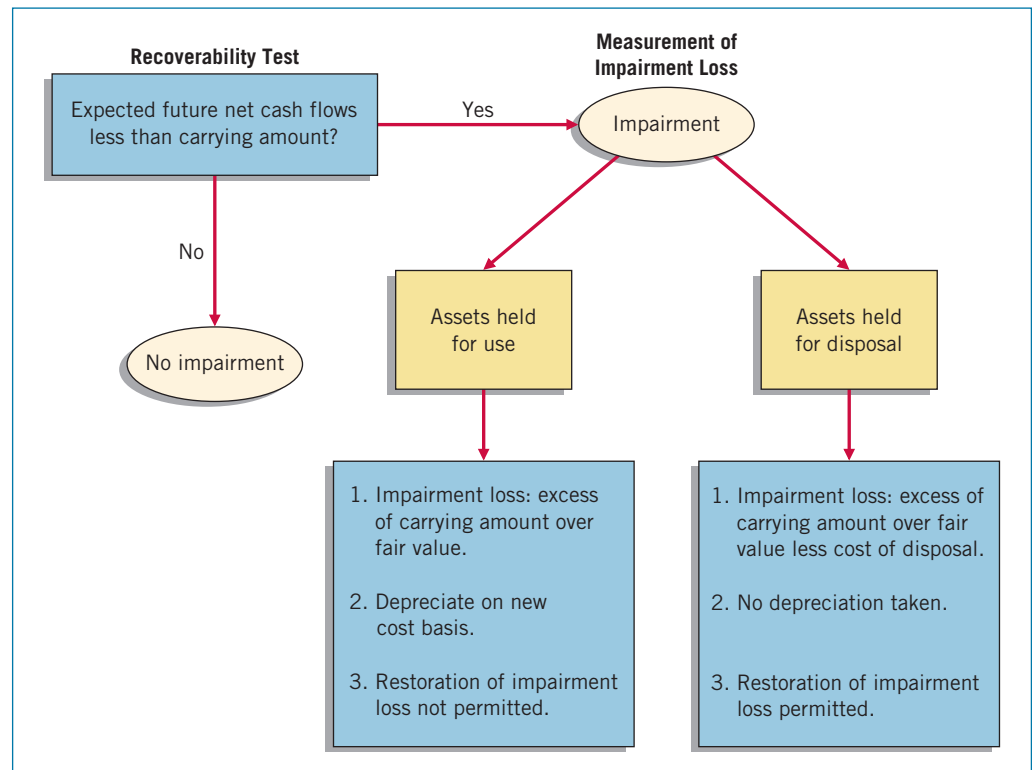 Recoverability Test
Expected future net cash flows
less than carrying amount?
Yes
Measurement of
Impairment Loss
Impairment
No
No impairment
Assets held
for use
Assets held
for disposal
1. Impairment loss: excess
of carrying amount over
fair value.
2. Depreciate on new
cost basis.
3. Restoration of impairment
loss not permitted.
1. Impairment loss: excess of
carrying amount over fair
value less cost of disposal.
2. No depreciation taken.
3. Restoration of impairment
loss permitted.